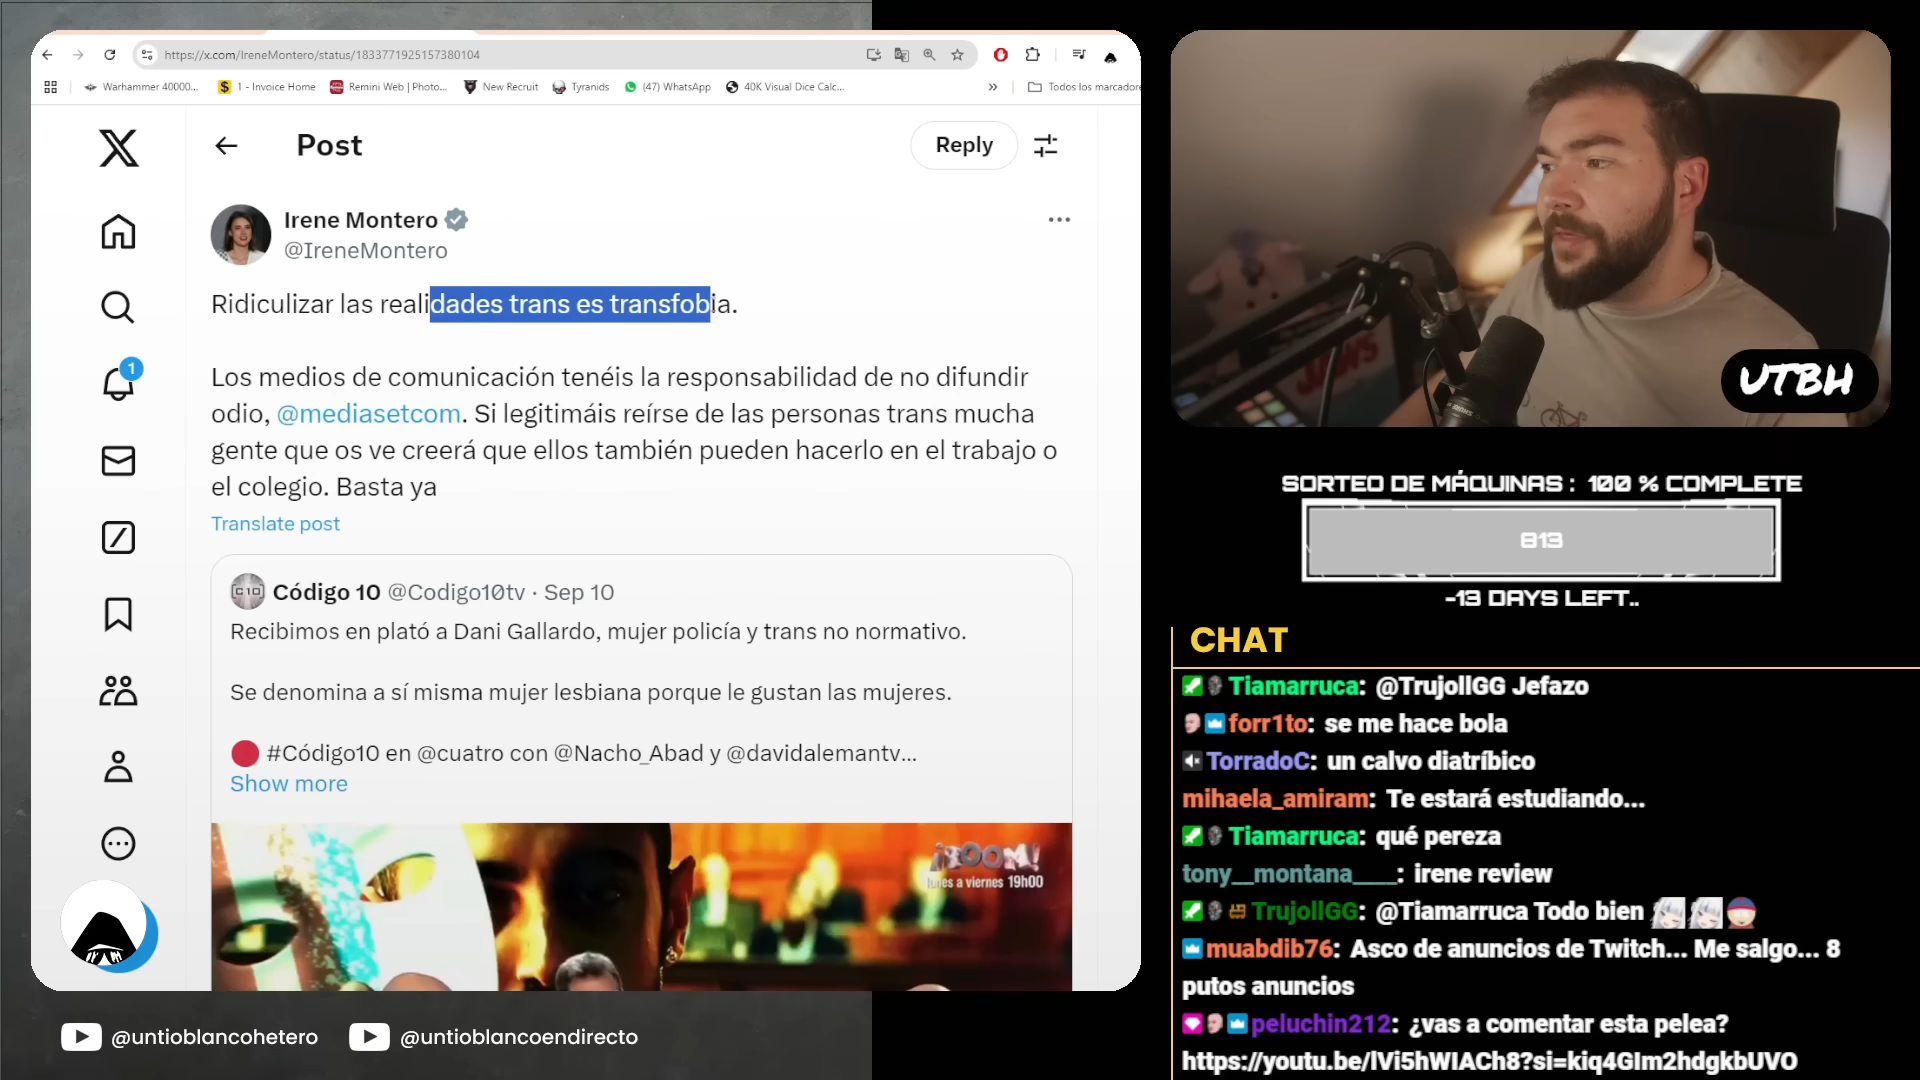 https://x.com/IreneMontero/status/1833771925157380104
Warhammer 40000...
1 - Invoice Home
Remini Web | Photo...
New Recruit
Tyranids
(47) WhatsApp
40K Visual Dice Calc...
»
Todos los marcadore
Post
Reply
Irene Montero
@IreneMontero
Ridiculizar las realidades trans es transfobia.
Los medios de comunicación tenéis la responsabilidad de no difundir
odio, @mediasetcom. Si legitimáis reírse de las personas trans mucha
gente que os ve creerá que ellos también pueden hacerlo en el trabajo o
el colegio. Basta ya
Translate post
1
C10
Código 10 @Codigo10tv · Sep 10
Recibimos en plató a Dani Gallardo, mujer policía y trans no normativo.
Se denomina a sí misma mujer lesbiana porque le gustan las mujeres.
#Código10 en @cuatro con @Nacho_Abad y @davidalemantv...
Show more
¡BOOM!
lunes a viernes 19h00
@untioblancohetero
@untioblancoendirecto
JAWS
UTBH
SORTEO DE MÁQUINAS : 100 % COMPLETE
813
-13 DAYS LEFT..
CHAT
Tiamarruca: @TrujollGG Jefazo
forr1to: se me hace bola
TorradoC: un calvo diatríbico
mihaela_amiram: Te estará estudiando...
Tiamarruca: qué pereza
tony__montana____: irene review
TrujollGG: @Tiamarruca Todo bien
muabdib76: Asco de anuncios de Twitch... Me salgo... 8
putos anuncios
peluchin212: ¿vas a comentar esta pelea?
https://youtu.be/lVi5hWIACh8?si=kiq4GIm2hdgkbUVO